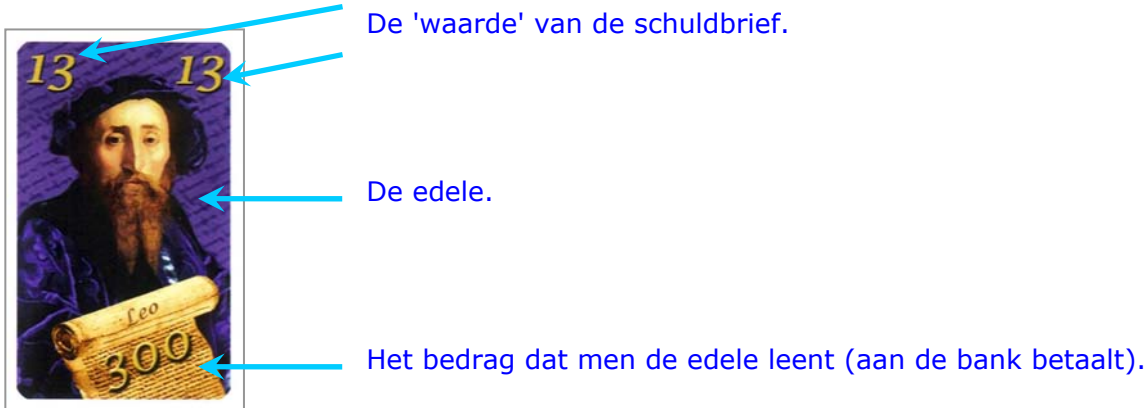 De 'waarde' van de schuldbrief.
13 13
De edele.
Leo
300
Het bedrag dat men de edele leent (aan de bank betaalt).